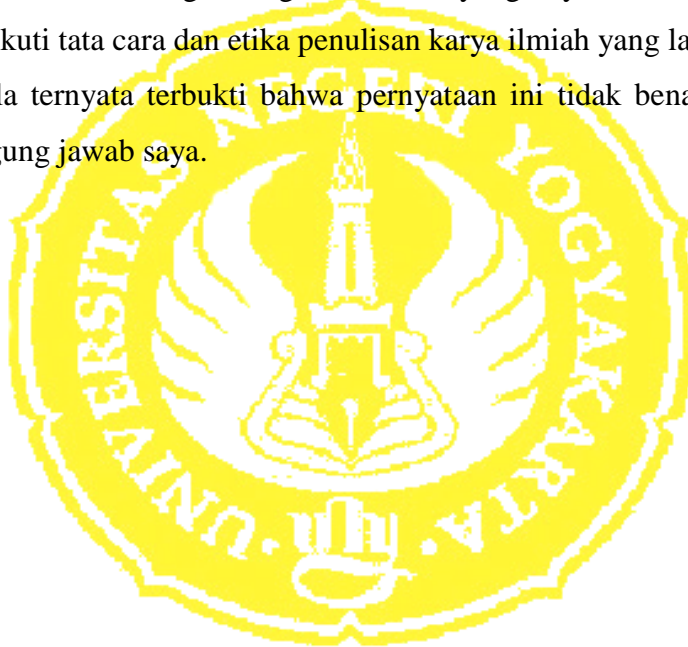 kuti tata cara dan etika penulisan karya ilmiah yang la
la ternyata terbukti bahwa pernyataan ini tidak bena
gung jawab saya.
UNIVERSITAS NEGERI YOGYAKARTA